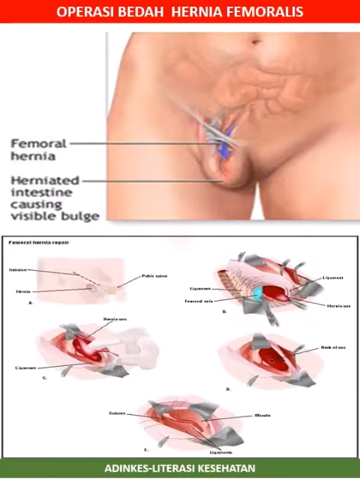 OPERASI BEDAH HERNIA FEMORALIS
Femoral
hernia
Herniated
intestine
causing
visible bulge
Femoral hernia repair
Incision
Pubic spine
Hernia
A.
Ligament
Ligament
Femoral vein
Hernia sac
B.
Hernia sac
Ligament
C.
Neck of sac
D.
Sutures
Muscle
Ligaments
E.
ADINKES-LITERASI KESEHATAN